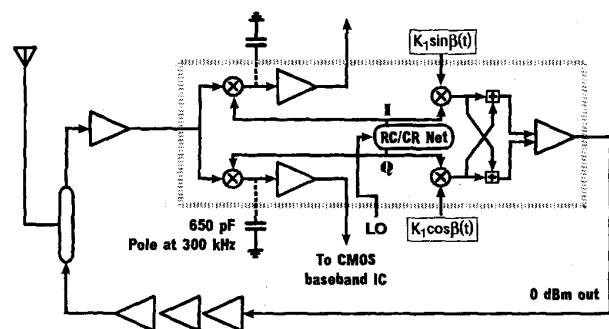 K₁sinβ(t)
I
RC/CR Net
Q
650 pF
Pole at 300 kHz
LO
K₁cosβ(t)
To CMOS
baseband IC
0 dBm out